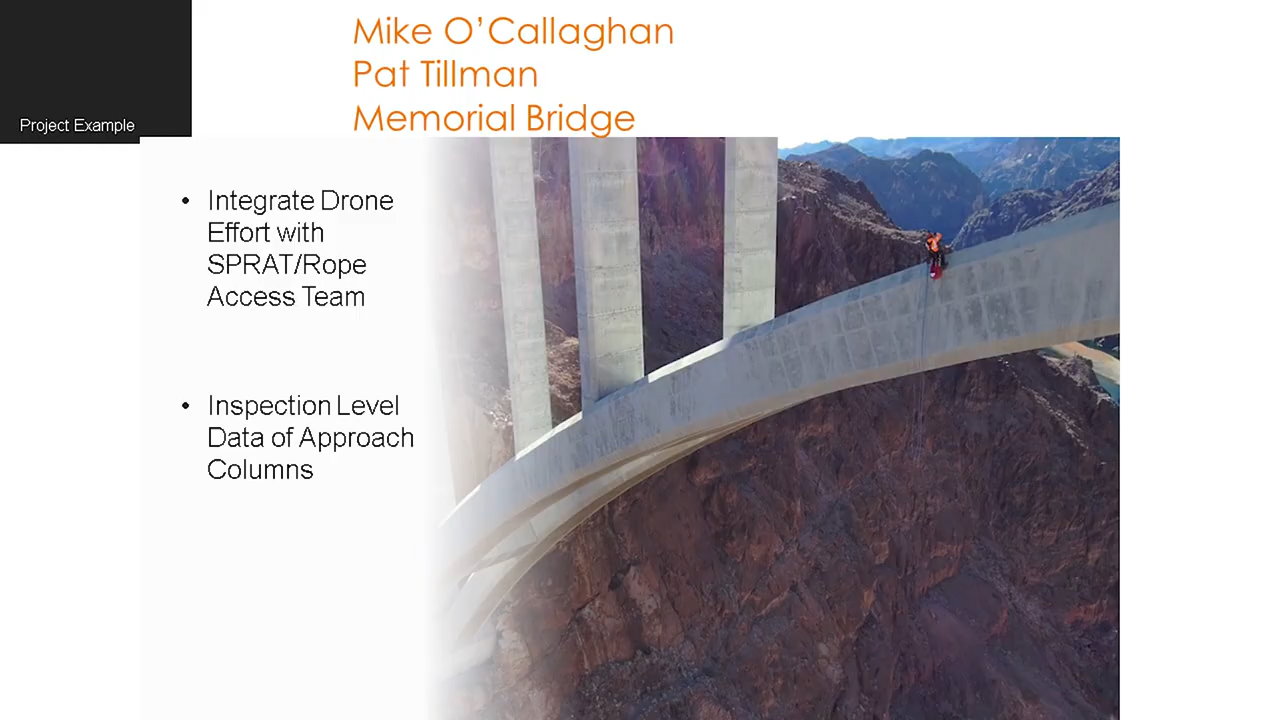 Project Example
Mike O’Callaghan
Pat Tillman
Memorial Bridge
• Integrate Drone
Effort with
SPRAT/Rope
Access Team
• Inspection Level
Data of Approach
Columns